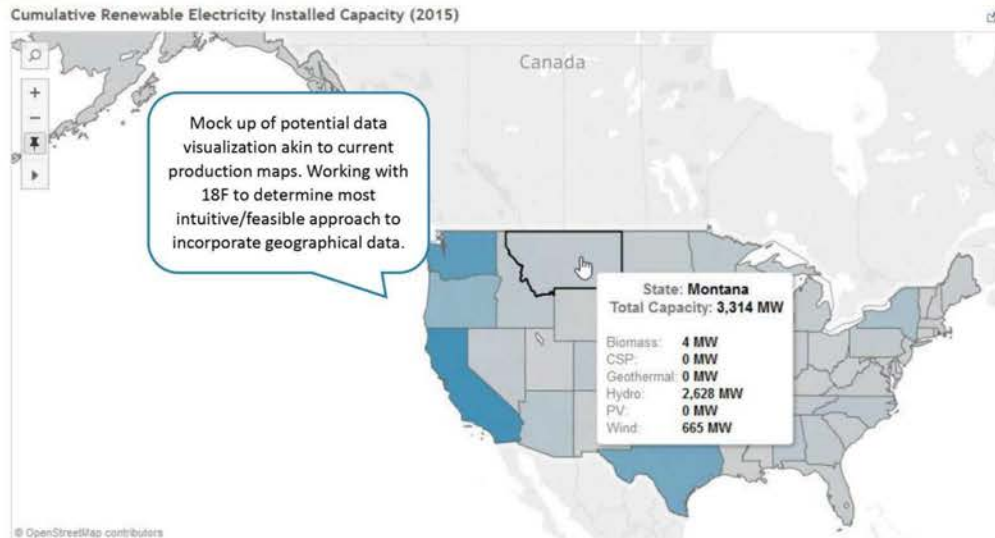 Cumulative Renewable Electricity Installed Capacity (2015)
Canada
Mock up of potential data
visualization akin to current
production maps. Working with
18F to determine most
intuitive/feasible approach to
incorporate geographical data.
State: Montana
Total Capacity: 3,314 MW
Biomass: 4 MW
CSP: 0 MW
Geothermal: 0 MW
Hydro: 2,628 MW
PV: 0 MW
Wind: 665 MW
© OpenStreetMap contributors